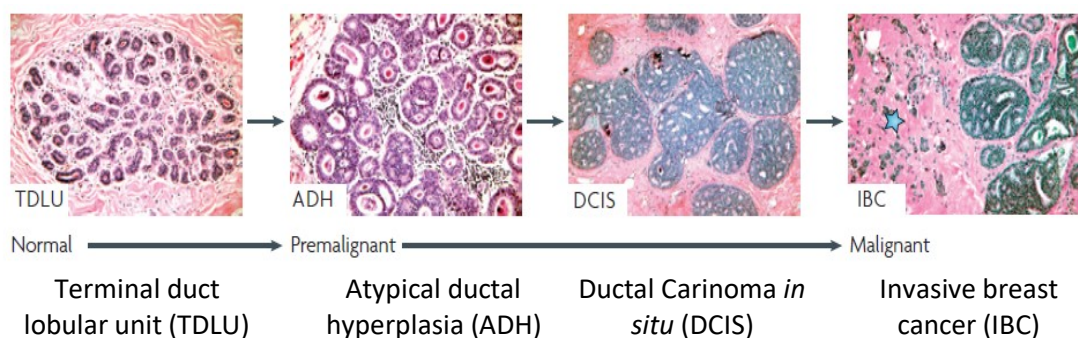 TDLU
ADH
DCIS
IBC
Normal
Premalignant
Malignant
Terminal duct
lobular unit (TDLU)
Atypical ductal
hyperplasia (ADH)
Ductal Carinoma in
situ (DCIS)
Invasive breast
cancer (IBC)